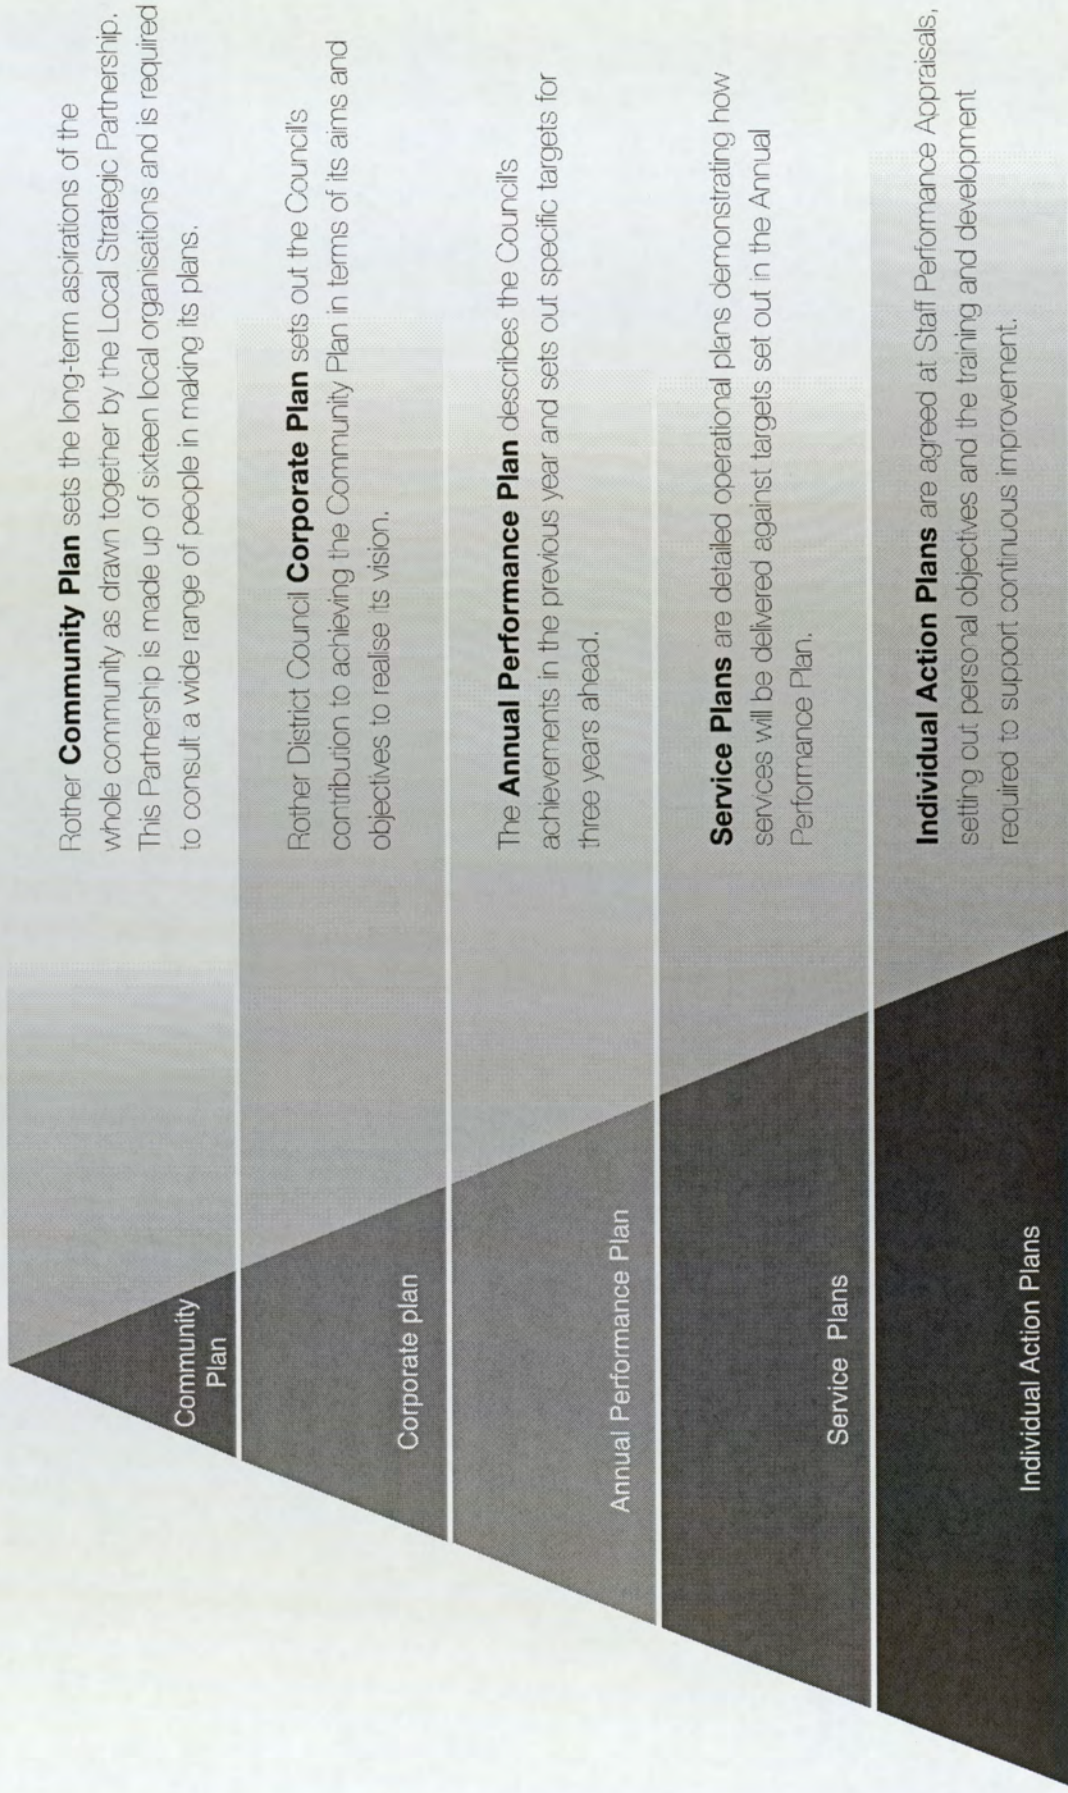 Community
Plan
Rother Community Plan sets the long-term aspirations of the
whole community as drawn together by the Local Strategic Partnership.
This Partnership is made up of sixteen local organisations and is required
to consult a wide range of people in making its plans.
Corporate plan
Rother District Council Corporate Plan sets out the Council's
contribution to achieving the Community Plan in terms of its aims and
objectives to realise its vision.
Annual Performance Plan
The Annual Performance Plan describes the Council's
achievements in the previous year and sets out specific targets for
three years ahead.
Service Plans
Service Plans are detailed operational plans demonstrating how
services will be delivered against targets set out in the Annual
Performance Plan.
Individual Action Plans
Individual Action Plans are agreed at Staff Performance Appraisals,
setting out personal objectives and the training and development
required to support continuous improvement.